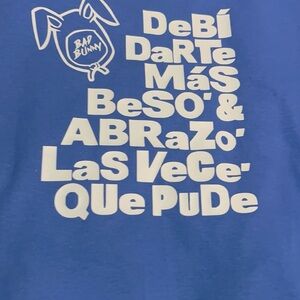 BAD
BUNNY
DeBÍ
DaRTe
MáS
BeSO' &
ABRaZO'
LaS VeCe'
QUe PuDe